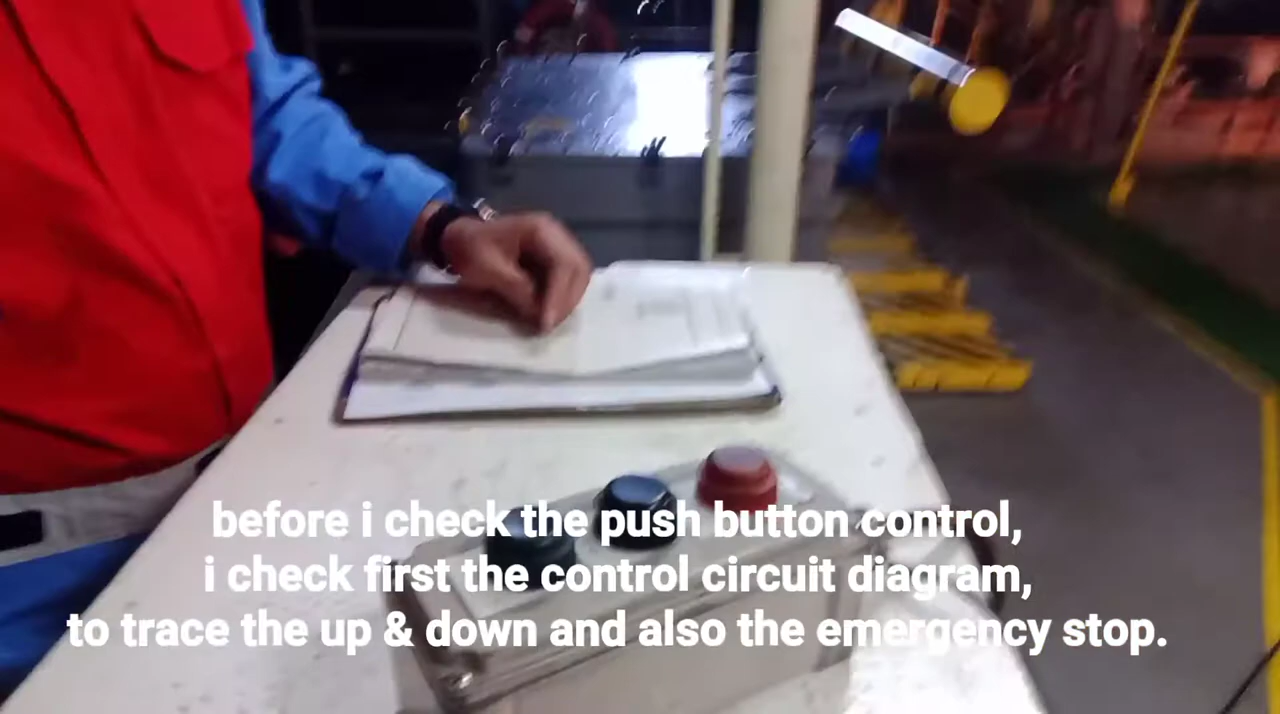 before i check the push button control,
i check first the control circuit diagram,
to trace the up & down and also the emergency stop.